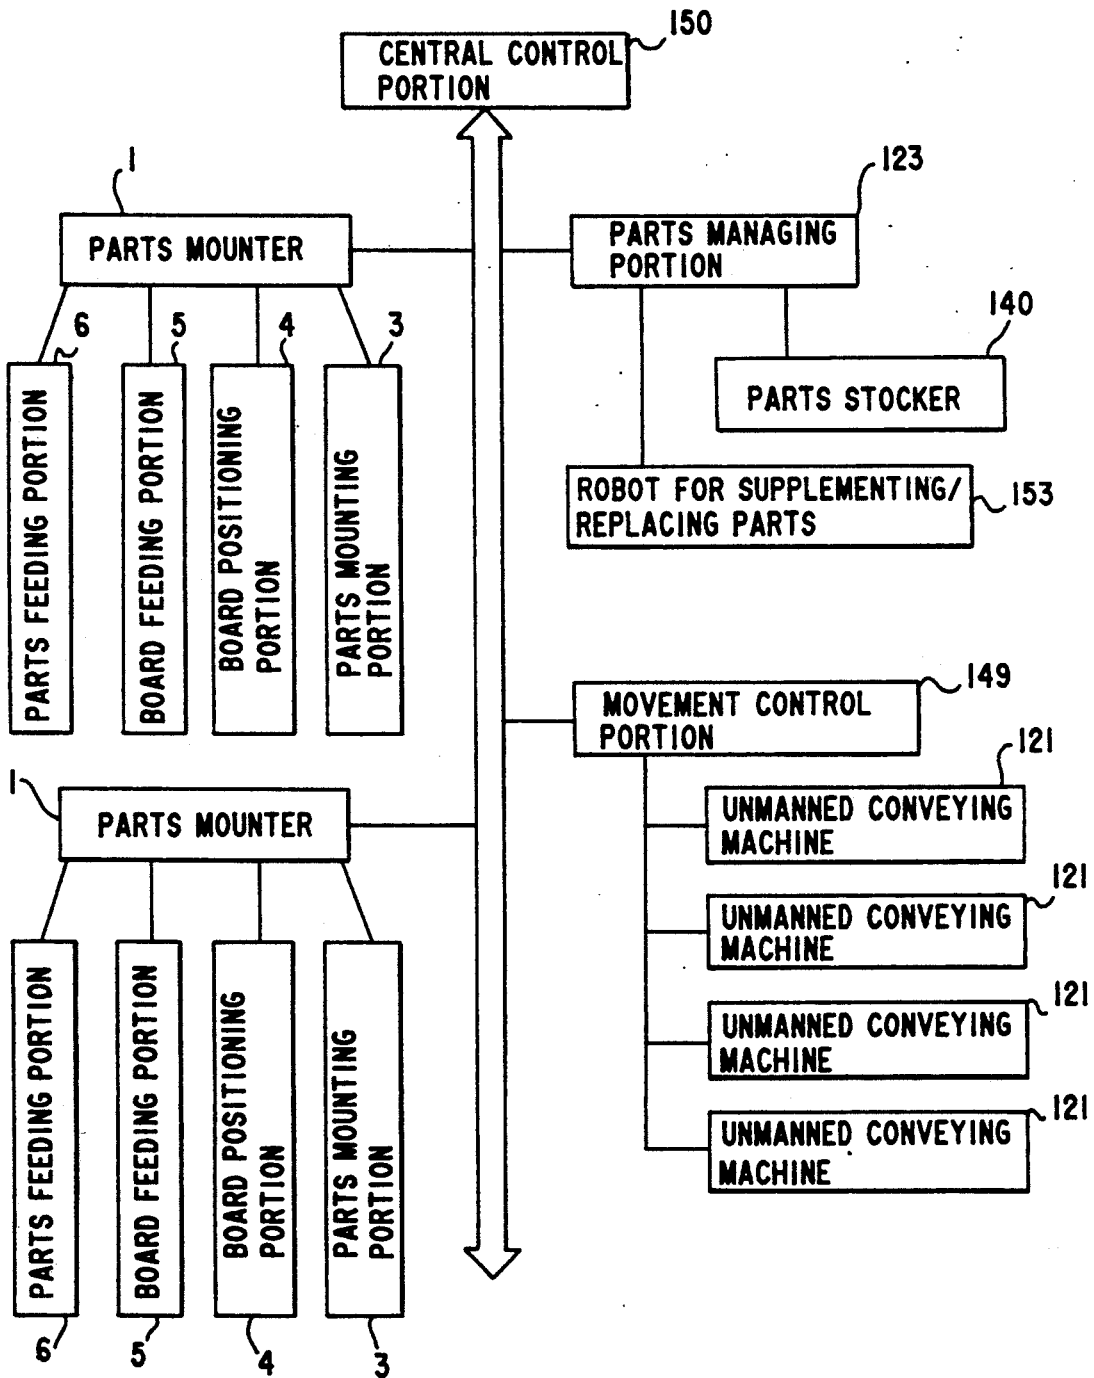 150
CENTRAL CONTROL
PORTION
1
PARTS MOUNTER
6
5
4
3
PARTS FEEDING PORTION
BOARD FEEDING PORTION
BOARD POSITIONING
PORTION
PARTS MOUNTING
PORTION
123
PARTS MANAGING
PORTION
140
PARTS STOCKER
ROBOT FOR SUPPLEMENTING/
REPLACING PARTS
153
149
MOVEMENT CONTROL
PORTION
121
UNMANNED CONVEYING
MACHINE
121
UNMANNED CONVEYING
MACHINE
121
UNMANNED CONVEYING
MACHINE
121
UNMANNED CONVEYING
MACHINE
1
PARTS MOUNTER
PARTS FEEDING PORTION
BOARD FEEDING PORTION
BOARD POSITIONING
PORTION
PARTS MOUNTING
PORTION
6
5
4
3